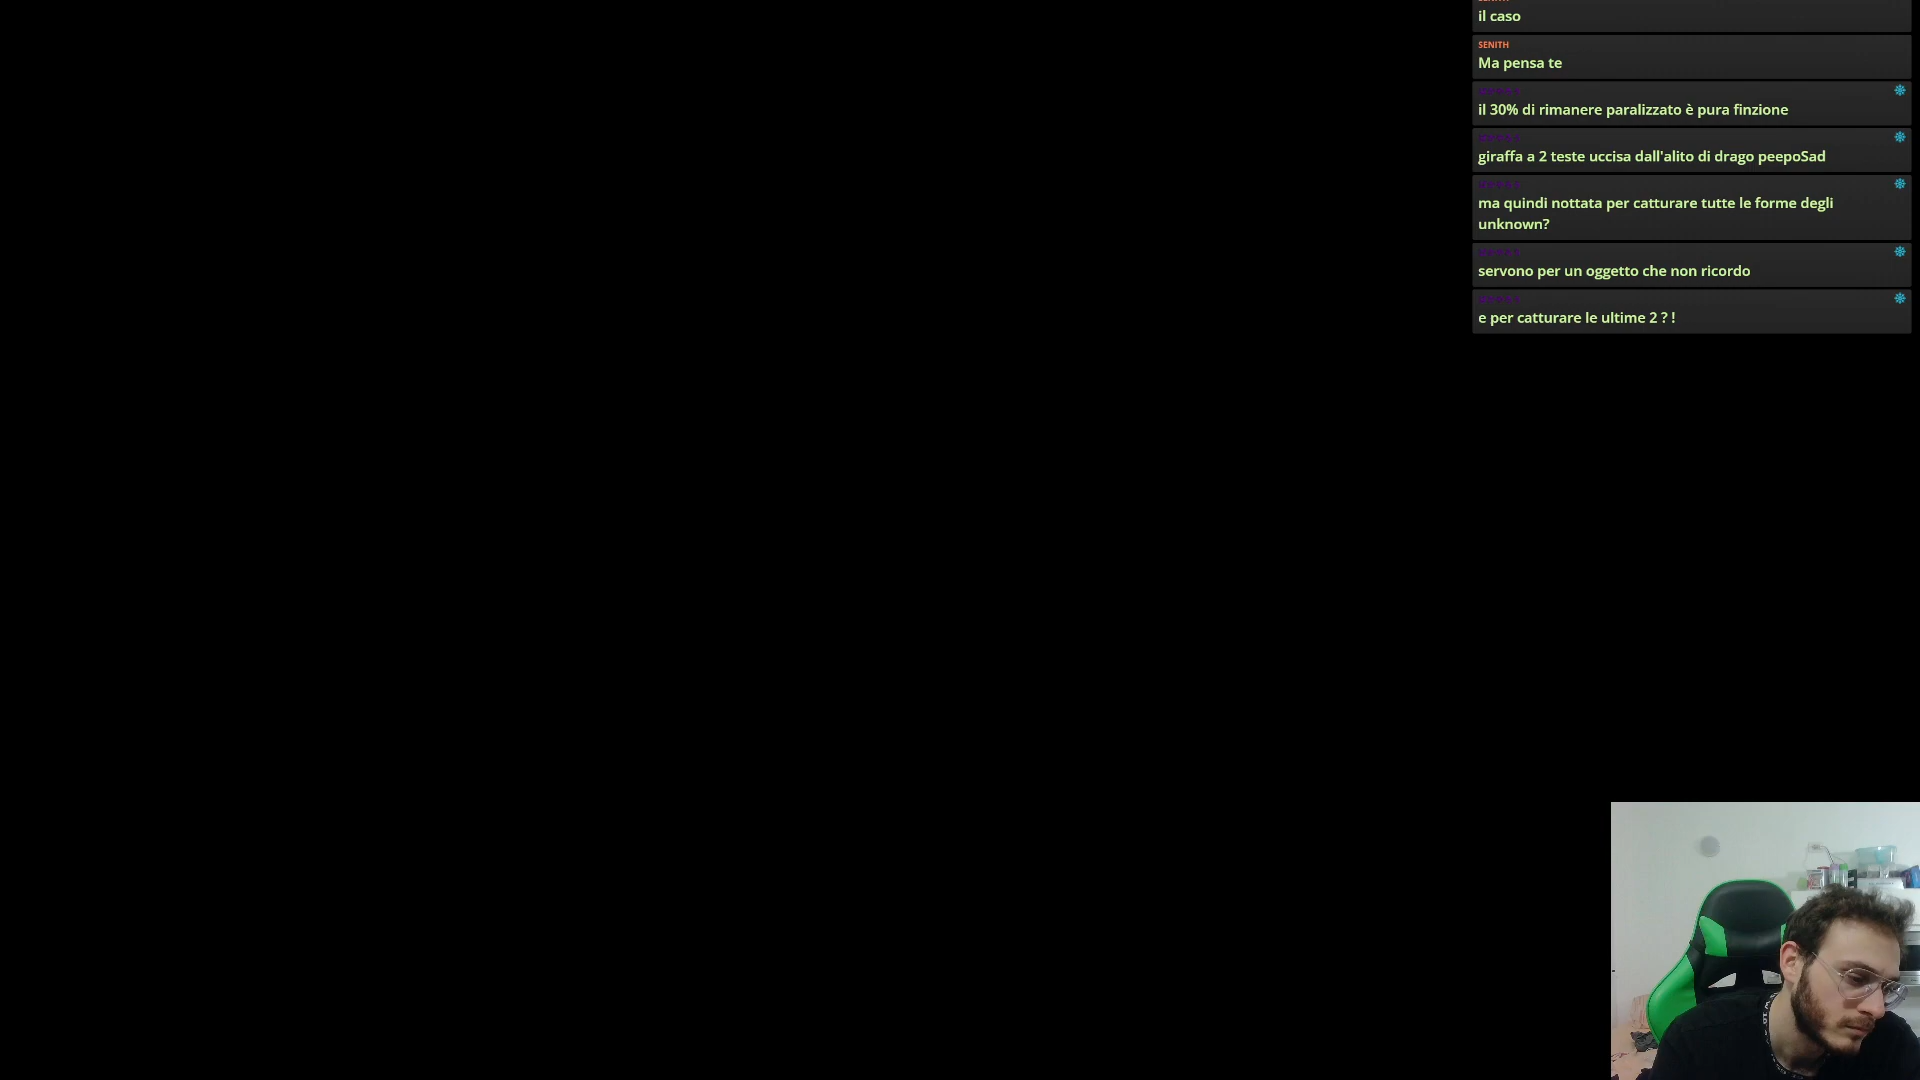 il caso
SENITH
Ma pensa te
il 30% di rimanere paralizzato è pura finzione
giraffa a 2 teste uccisa dall'alito di drago peepoSad
ma quindi nottata per catturare tutte le forme degli
unknown?
servono per un oggetto che non ricordo
e per catturare le ultime 2 ? !